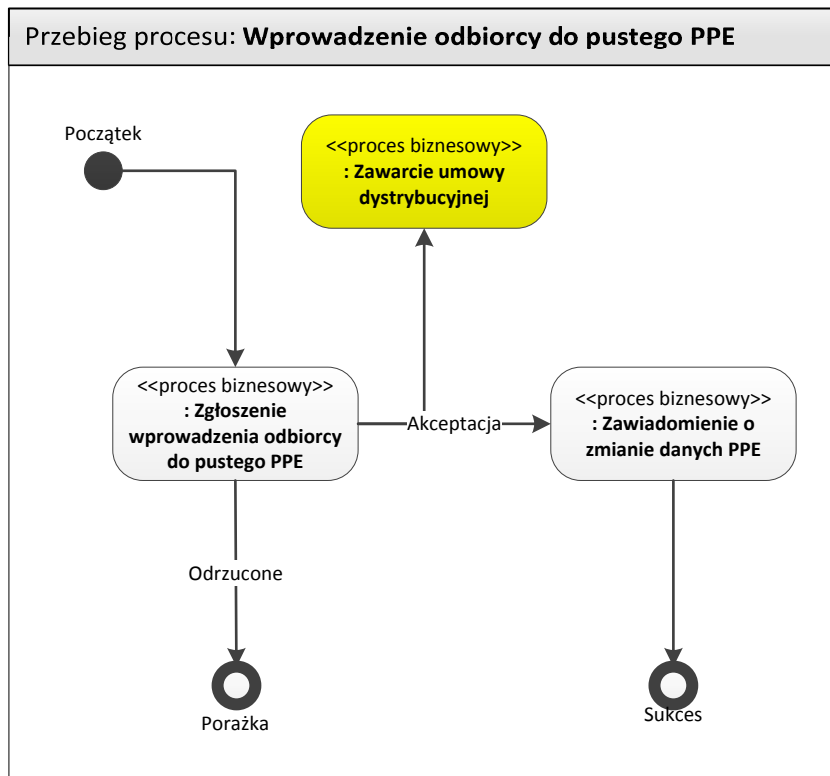 Przebieg procesu: Wprowadzenie odbiorcy do pustego PPE
Początek
<<proces biznesowy>>
: Zawarcie umowy
dystrybucyjnej
<<proces biznesowy>>
: Zgłoszenie
wprowadzenia odbiorcy
do pustego PPE
Akceptacja
<<proces biznesowy>>
: Zawiadomienie o
zmianie danych PPE
Odrzucone
Porażka
Sukces